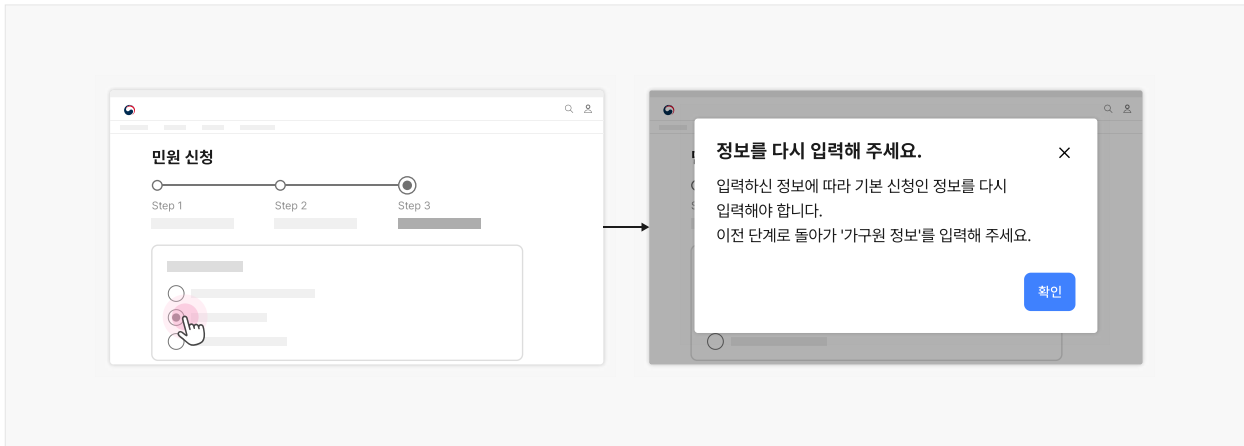 민원 신청
Step 1
Step 2
Step 3
정보를 다시 입력해 주세요.
입력하신 정보에 따라 기본 신청인 정보를 다시
입력해야 합니다.
이전 단계로 돌아가 '가구원 정보'를 입력해 주세요.
확인